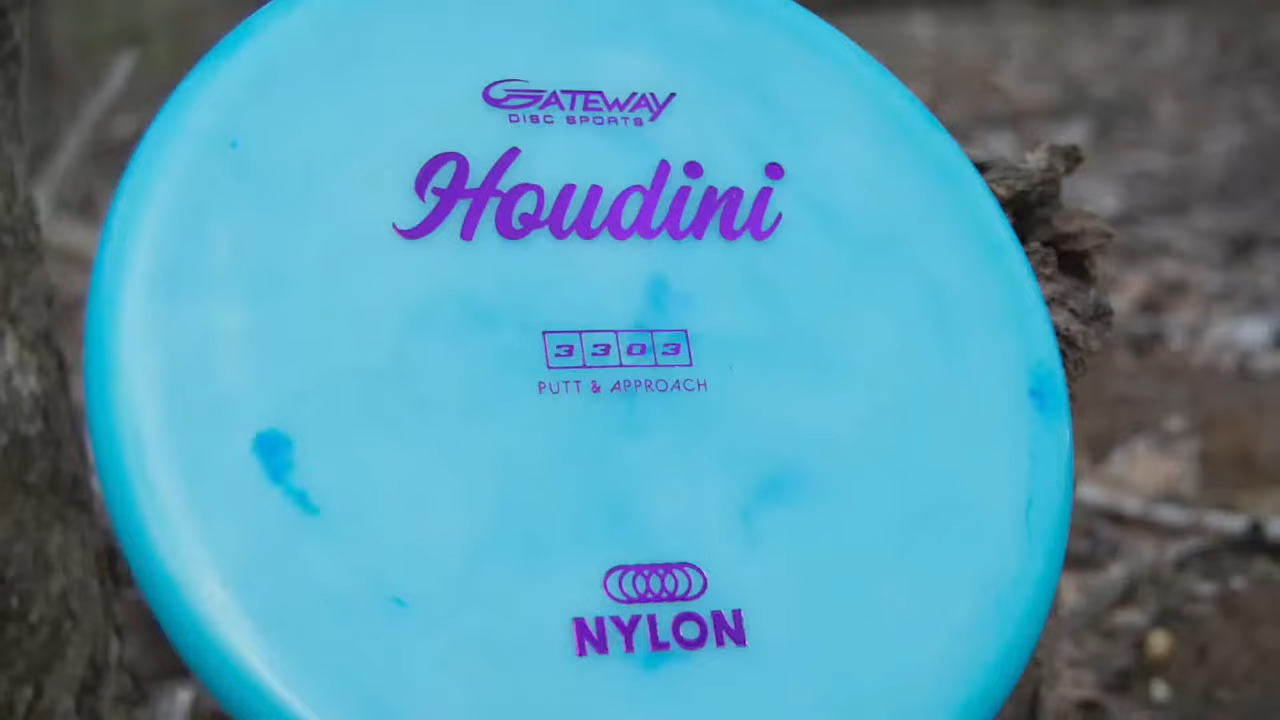 GATEWAY
DISC SPORTS
Houdini
3 3 0 3
PUTT & APPROACH
NYLON